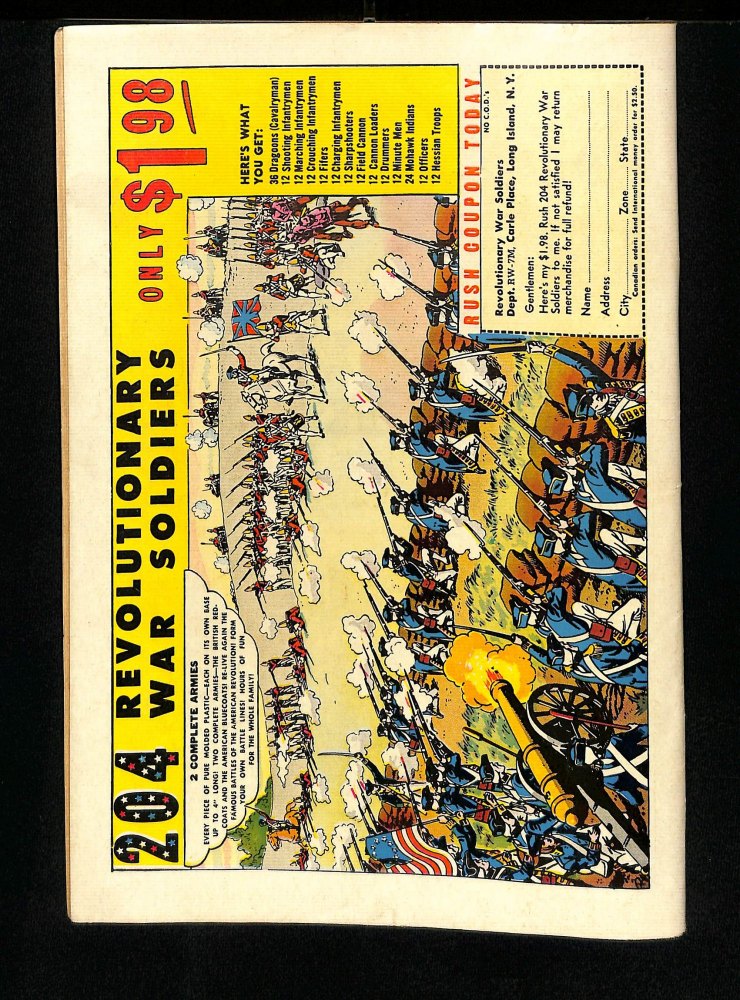 204 REVOLUTIONARY
WAR SOLDIERS
ONLY $1 98
2 COMPLETE ARMIES
EVERY PIECE OF PURE MOLDED PLASTIC—EACH ON ITS OWN BASE
UP TO 4" LONG! TWO COMPLETE ARMIES—THE BRITISH RED-
COATS AND THE AMERICAN BLUECOATS! RE-LIVE AGAIN THE
FAMOUS BATTLES OF THE AMERICAN REVOLUTION! FORM
YOUR OWN BATTLE LINES! HOURS OF FUN
FOR THE WHOLE FAMILY!
HERE'S WHAT
YOU GET:
36 Dragoons (Cavalryman)
12 Shooting Infantrymen
12 Marching Infantrymen
12 Crouching Infantrymen
12 Fifers
12 Charging Infantrymen
12 Sharpshooters
12 Field Cannon
12 Cannon Loaders
12 Drummers
12 Minute Men
24 Mohawk Indians
12 Officers
12 Hessian Troops
RUSH COUPON TODAY
NO C.O.D.'s
Revolutionary War Soldiers
Dept. RW-7M, Carle Place, Long Island, N. Y.
Gentlemen:
Here's my $1.98. Rush 204 Revolutionary War
Soldiers to me. If not satisfied I may return
merchandise for full refund!
Name
Address
City Zone State
Canadian orders: Send International money order for $2.50.